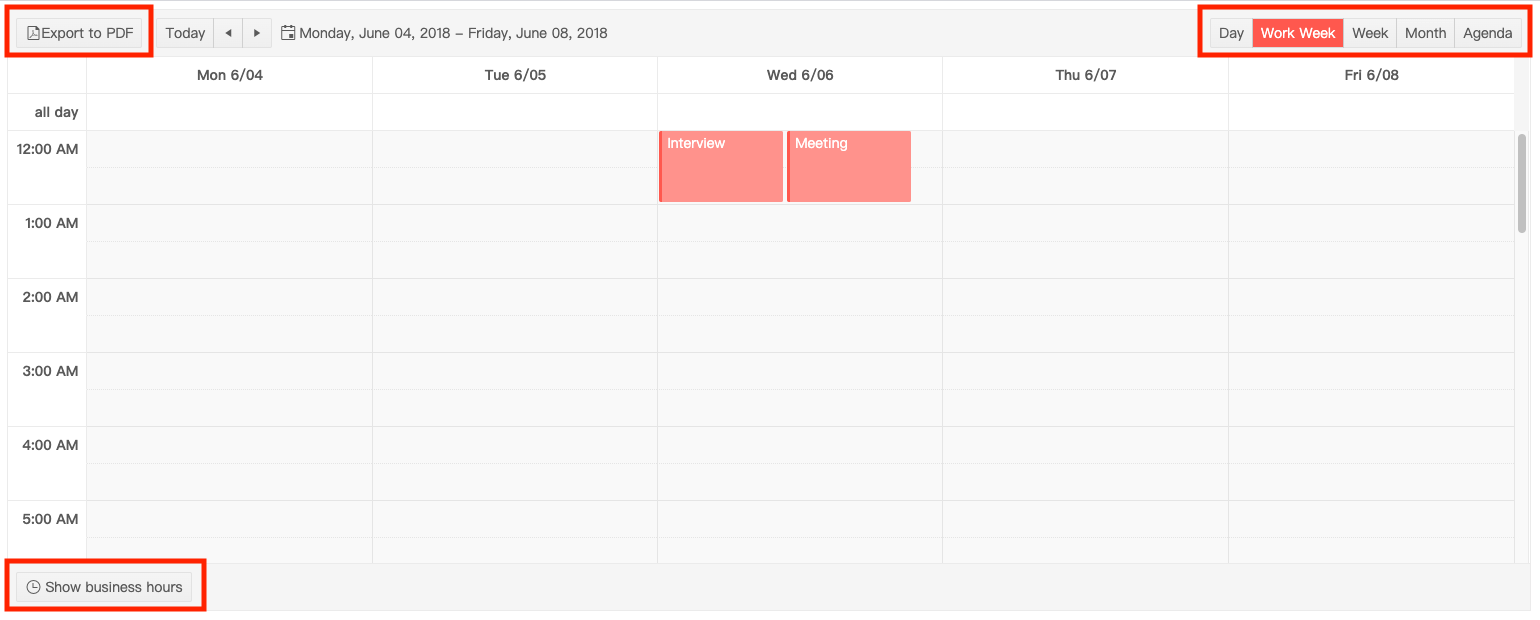 Export to PDF Today Monday, June 04, 2018 – Friday, June 08, 2018 Day Work Week Week Month Agenda
Mon 6/04 Tue 6/05 Wed 6/06 Thu 6/07 Fri 6/08
all day
12:00 AM Interview Meeting
1:00 AM
2:00 AM
3:00 AM
4:00 AM
5:00 AM
Show business hours